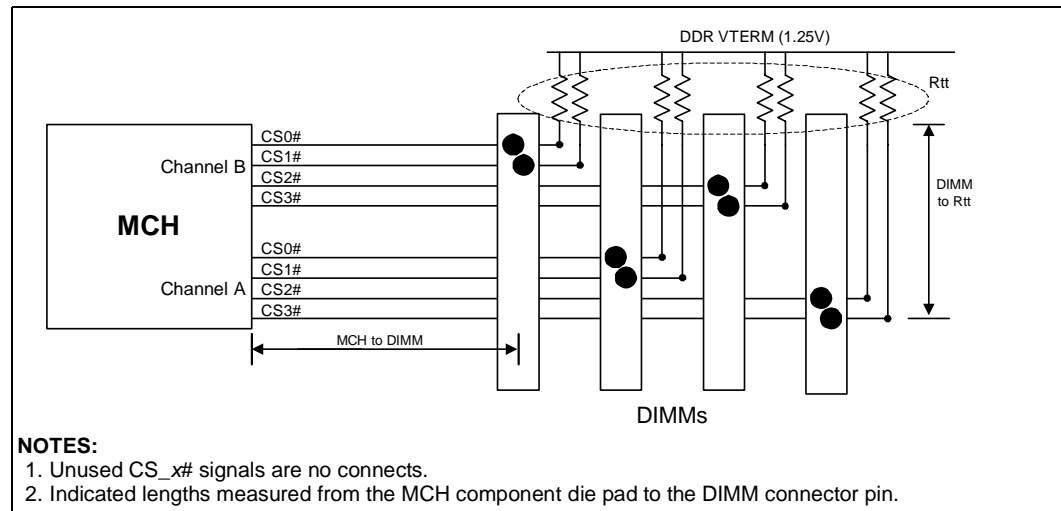 DDR VTERM (1.25V)
Rtt
CS0#
Channel B
CS1#
CS2#
CS3#
DIMM
to Rtt
MCH
CS0#
CS1#
Channel A
CS2#
CS3#
MCH to DIMM
DIMMs
NOTES:
1. Unused CS_x# signals are no connects.
2. Indicated lengths measured from the MCH component die pad to the DIMM connector pin.